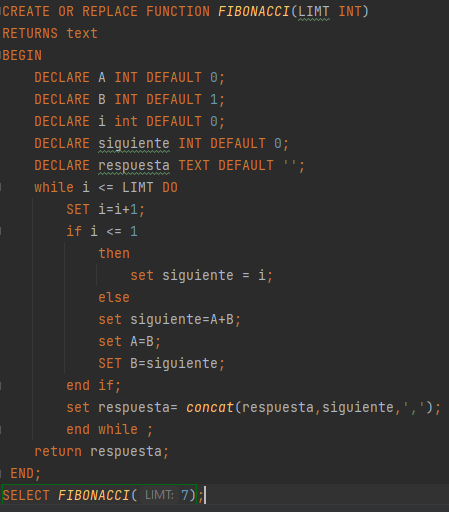 CREATE OR REPLACE FUNCTION FIBONACCI(LIMT INT)
RETURNS text
BEGIN
    DECLARE A INT DEFAULT 0;
    DECLARE B INT DEFAULT 1;
    DECLARE i int DEFAULT 0;
    DECLARE siguiente INT DEFAULT 0;
    DECLARE respuesta TEXT DEFAULT '';
    while i <= LIMT DO
        SET i=i+1;
        if i <= 1
            then
                set siguiente = i;
            else
            set siguiente=A+B;
            set A=B;
            SET B=siguiente;
        end if;
        set respuesta= concat(respuesta,siguiente,',');
        end while ;
    return respuesta;
 END;
SELECT FIBONACCI( LIMT: 7);